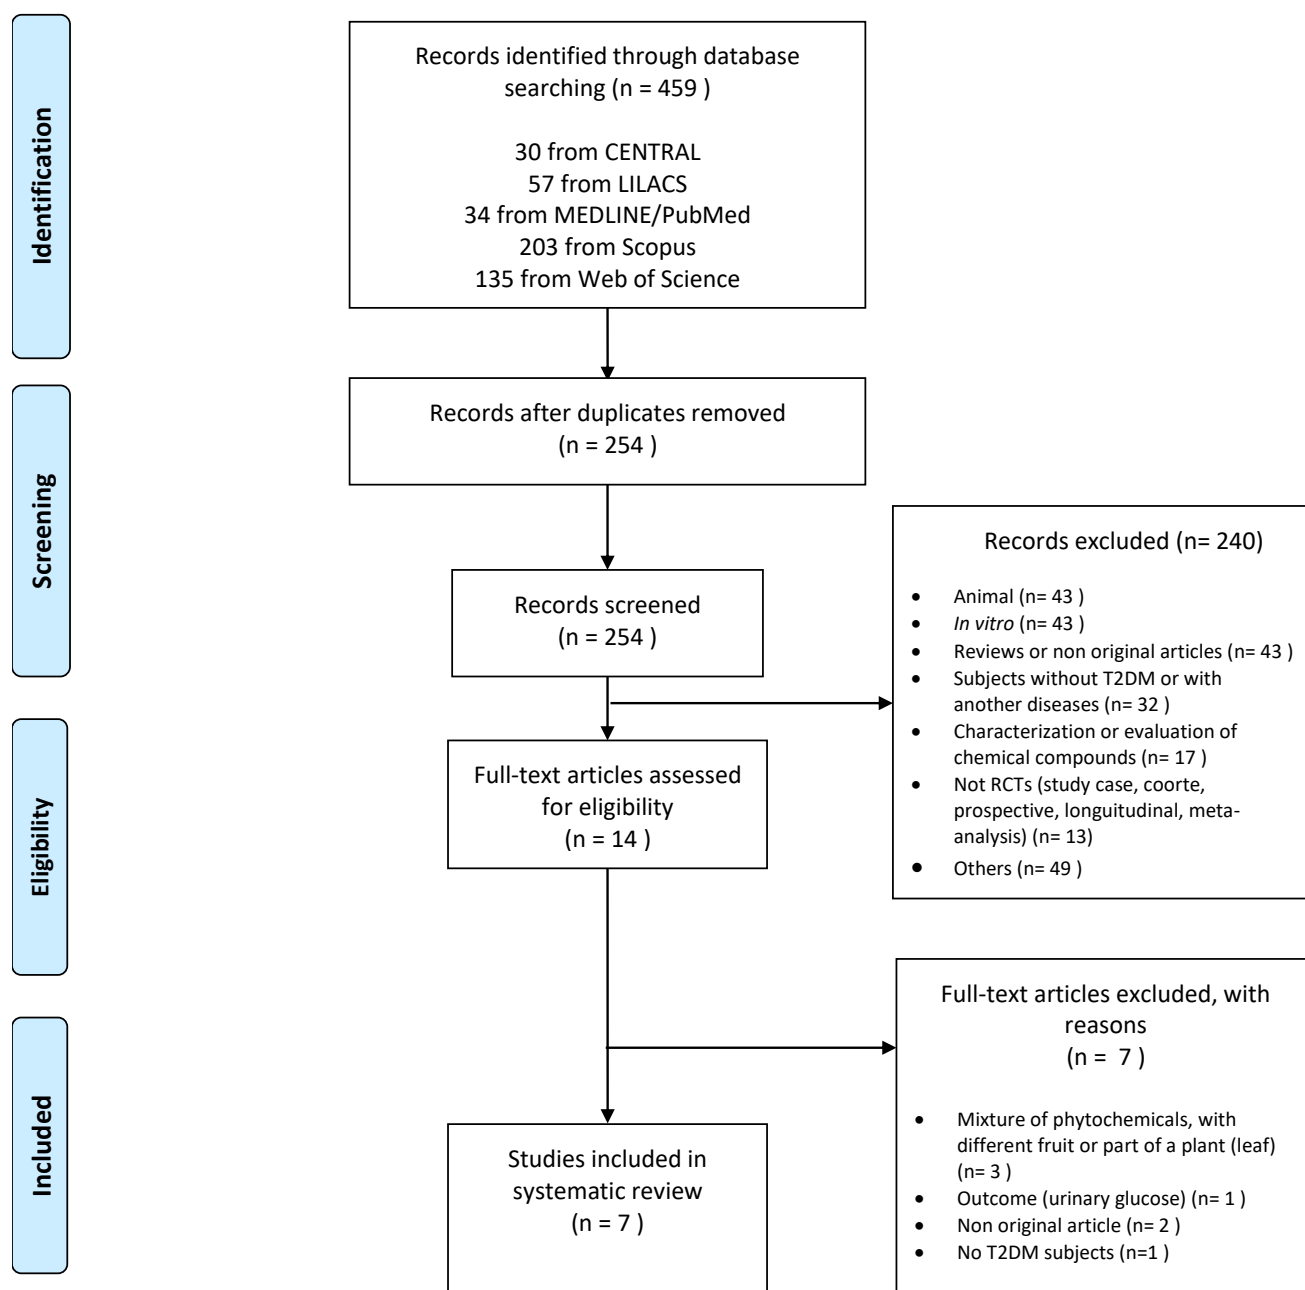 Identification
Records identified through database
searching (n = 459 )
30 from CENTRAL
57 from LILACS
34 from MEDLINE/PubMed
203 from Scopus
135 from Web of Science
Screening
Records after duplicates removed
(n = 254 )
Records screened
(n = 254 )
Records excluded (n= 240)
• Animal (n= 43 )
• In vitro (n= 43 )
• Reviews or non original articles (n= 43 )
• Subjects without T2DM or with
another diseases (n= 32 )
• Characterization or evaluation of
chemical compounds (n= 17 )
• Not RCTs (study case, coorte,
prospective, longuitudinal, meta-
analysis) (n= 13)
• Others (n= 49 )
Eligibility
Full-text articles assessed
for eligibility
(n = 14 )
Full-text articles excluded, with
reasons
(n = 7 )
• Mixture of phytochemicals, with
different fruit or part of a plant (leaf)
(n= 3 )
• Outcome (urinary glucose) (n= 1 )
• Non original article (n= 2 )
• No T2DM subjects (n=1 )
Included
Studies included in
systematic review
(n = 7 )